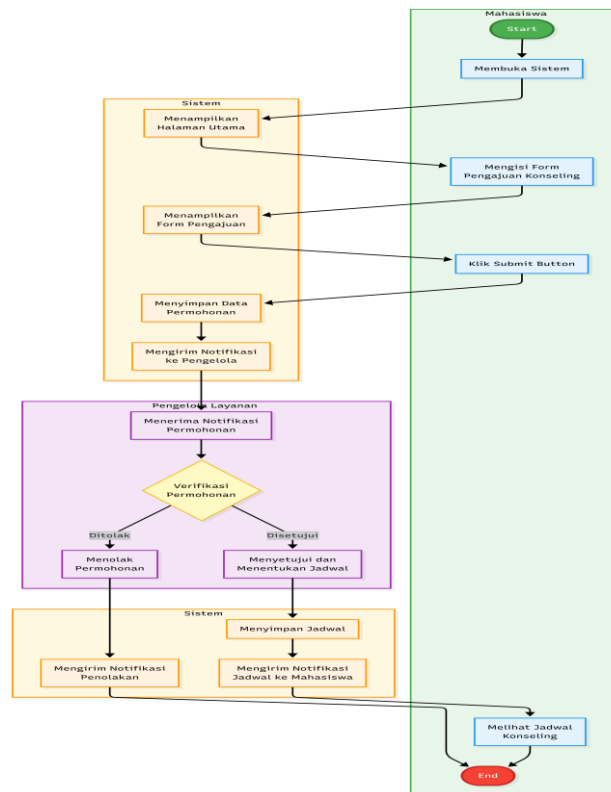 Mahasiswa
Start
Membuka Sistem
Sistem
Menampilkan
Halaman Utama
Mengisi Form
Pengajuan Konseling
Menampilkan
Form Pengajuan
Klik Submit Button
Menyimpan Data
Permohonan
Mengirim Notifikasi
ke Pengelola
Pengelola Layanan
Menerima Notifikasi
Permohonan
Verifikasi
Permohonan
Ditolak
Disetujui
Menolak
Permohonan
Menyetujui dan
Menentukan Jadwal
Sistem
Menyimpan Jadwal
Mengirim Notifikasi
Penolakan
Mengirim Notifikasi
Jadwal ke Mahasiswa
Melihat Jadwal
Konseling
End